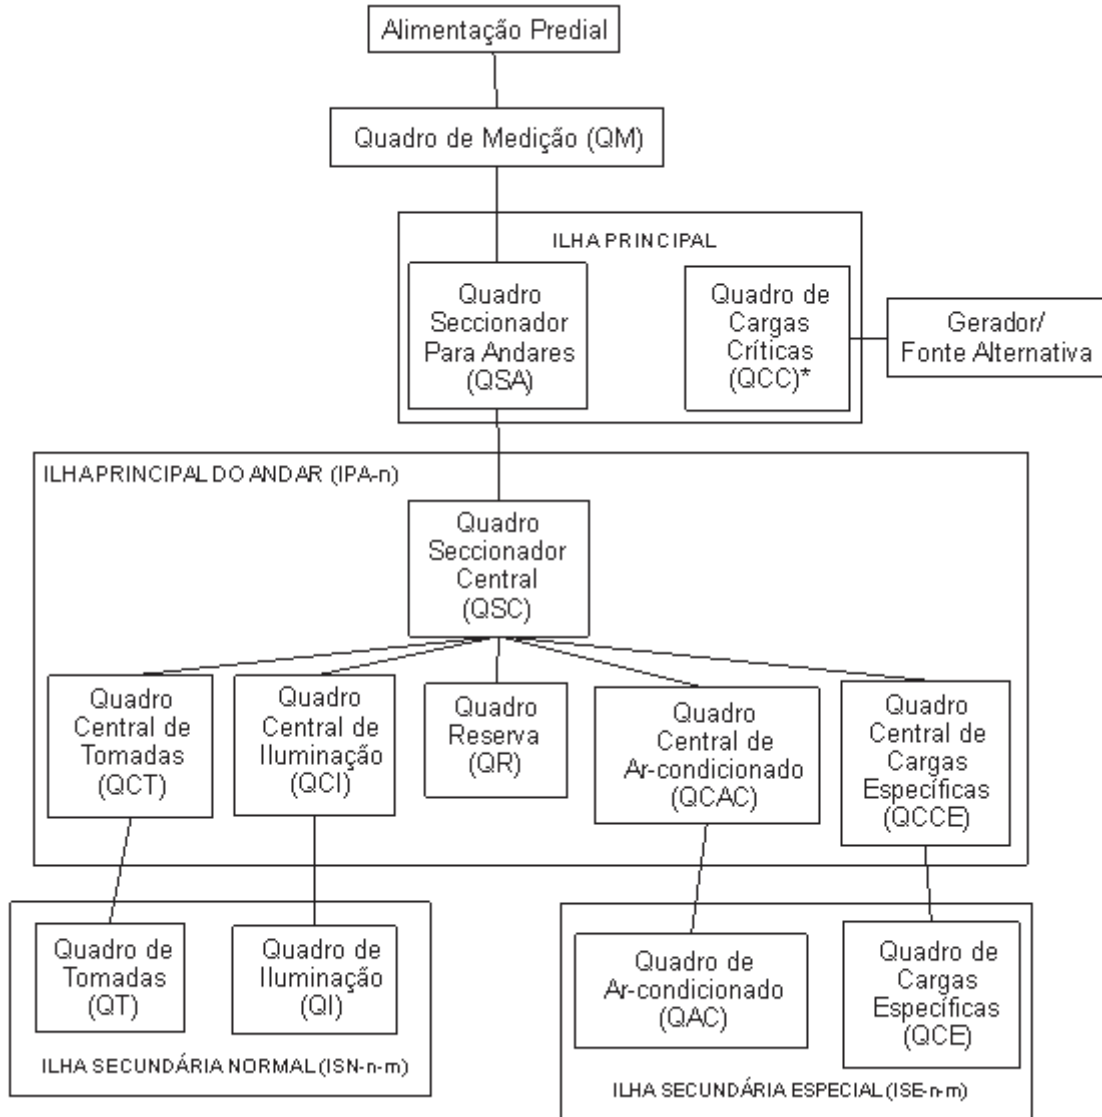 Alimentação Predial
Quadro de Medição (QM)
ILHA PRINCIPAL
Quadro
Seccionador
Para Andares
(QSA)
Quadro de
Cargas
Críticas
(QCC)*
Gerador/
Fonte Alternativa
ILHA PRINCIPAL DO ANDAR (IPA-n)
Quadro
Seccionador
Central
(QSC)
Quadro
Central de
Tomadas
(QCT)
Quadro
Central de
Iluminação
(QCI)
Quadro
Reserva
(QR)
Quadro
Central de
Ar-condicionado
(QCAC)
Quadro
Central de
Cargas
Específicas
(QCCE)
Quadro de
Tomadas
(QT)
Quadro de
Iluminação
(QI)
ILHA SECUNDÁRIA NORMAL (ISN-n-m)
Quadro de
Ar-condicionado
(QAC)
Quadro de
Cargas
Específicas
(QCE)
ILHA SECUNDÁRIA ESPECIAL (ISE-n-m)